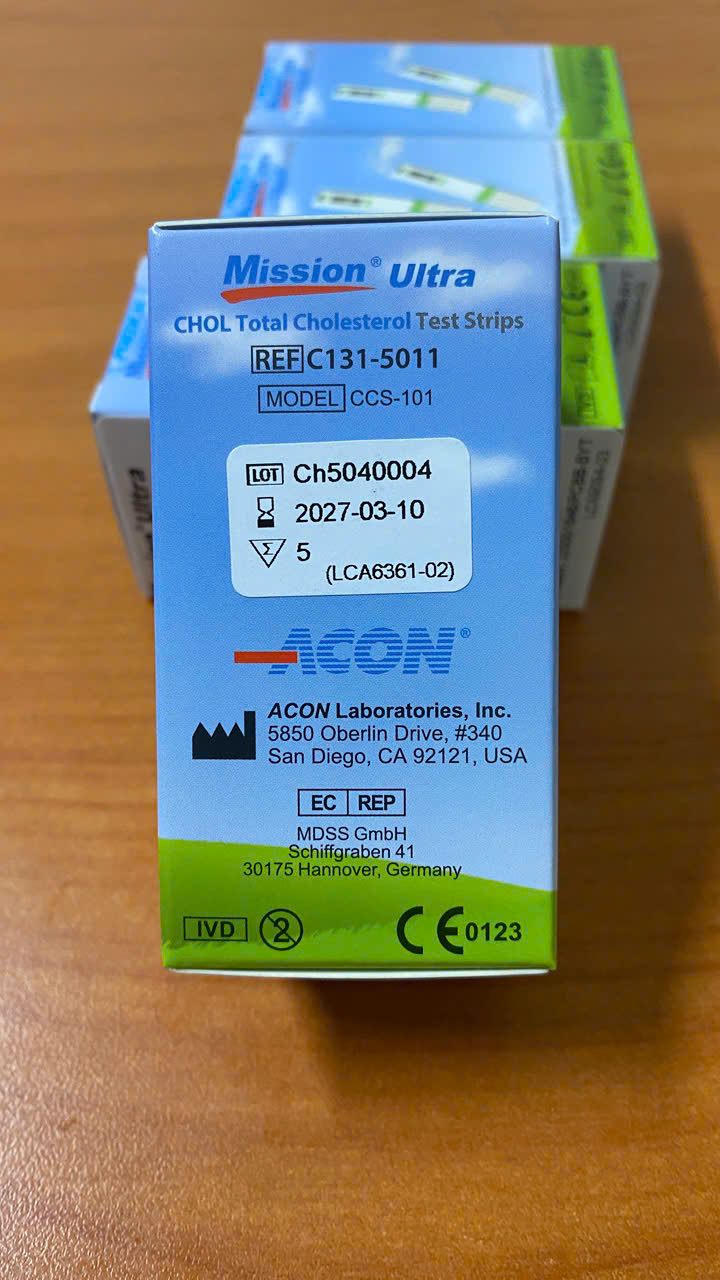 Mission® Ultra
CHOL Total Cholesterol Test Strips
REF C131-5011
MODEL CCS-101
LOT Ch5040004
2027-03-10
Σ 5
(LCA6361-02)
ACON®
ACON Laboratories, Inc.
5850 Oberlin Drive, #340
San Diego, CA 92121, USA
EC REP
MDSS GmbH
Schiffgraben 41
30175 Hannover, Germany
IVD 2 CE 0123
Ultra